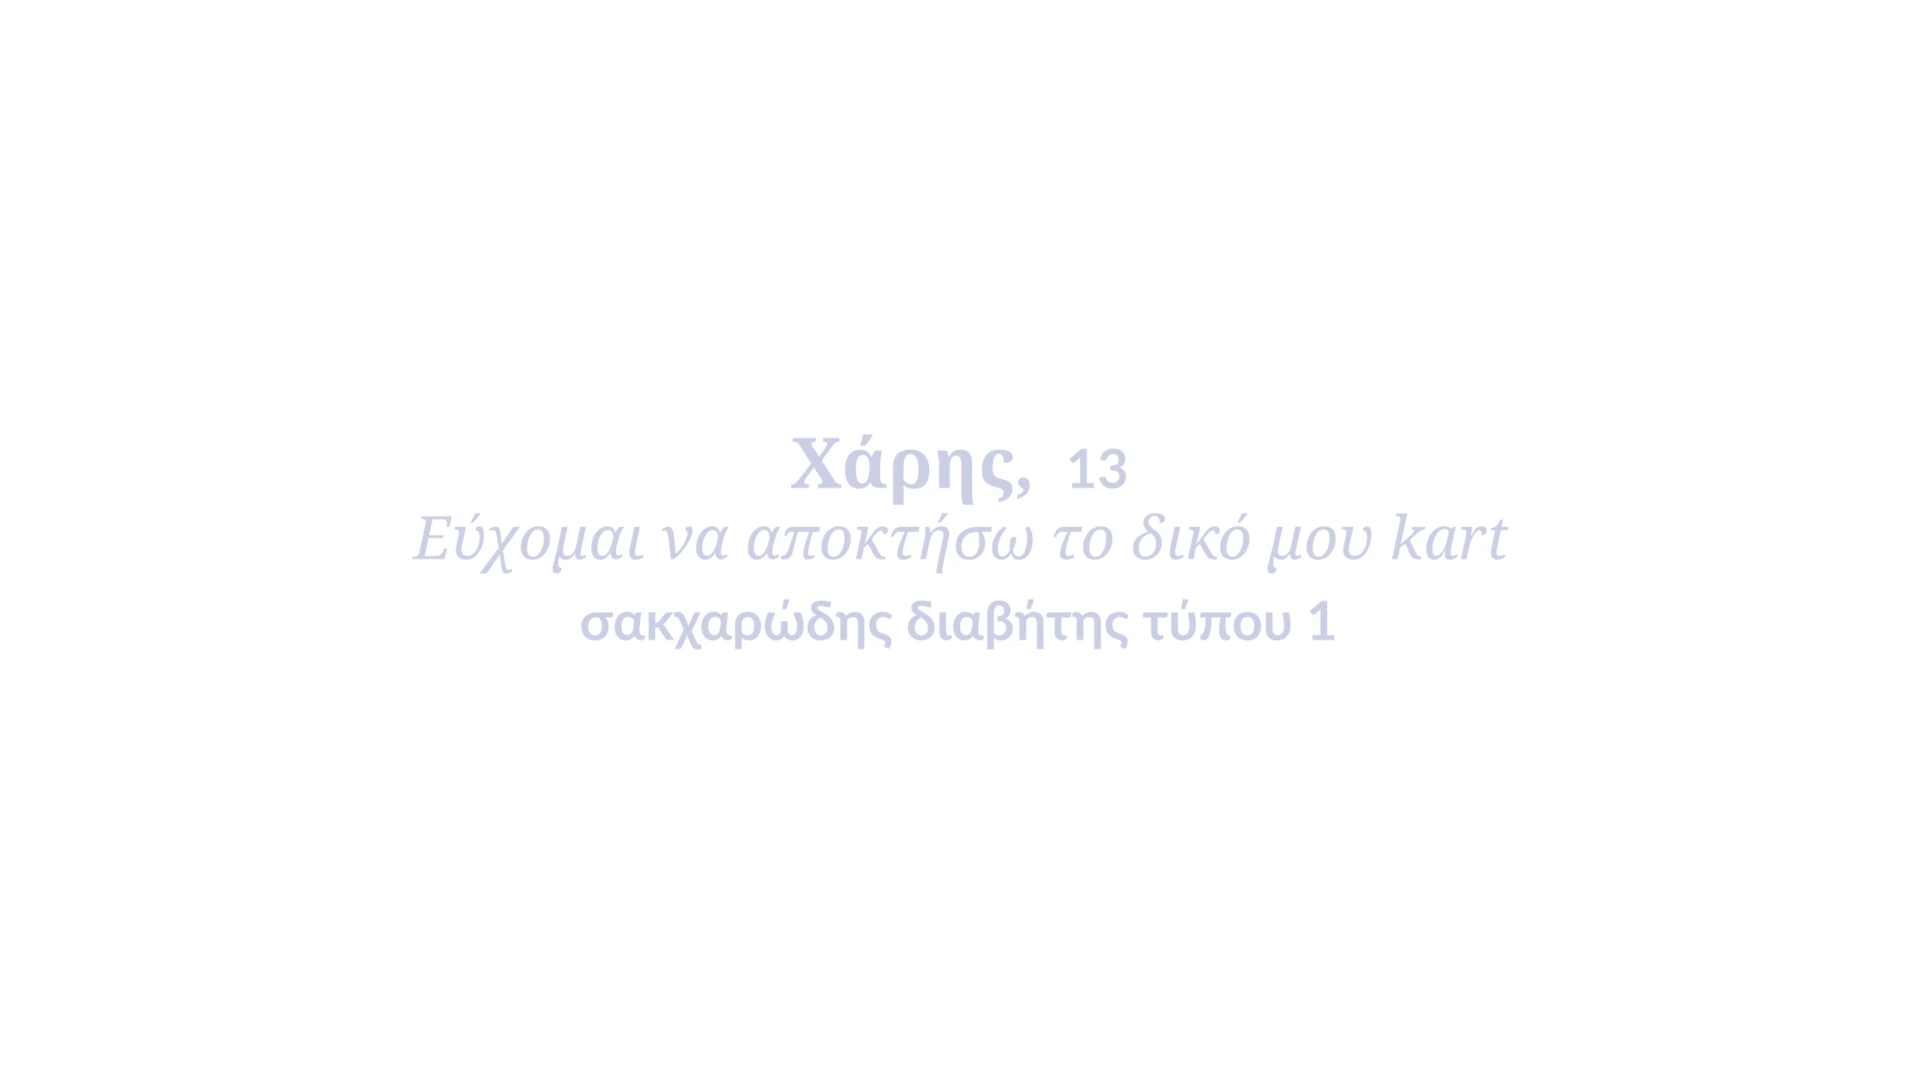 Χάρης, 13
Εύχομαι να αποκτήσω το δικό μου kart
σακχαρώδης διαβήτης τύπου 1